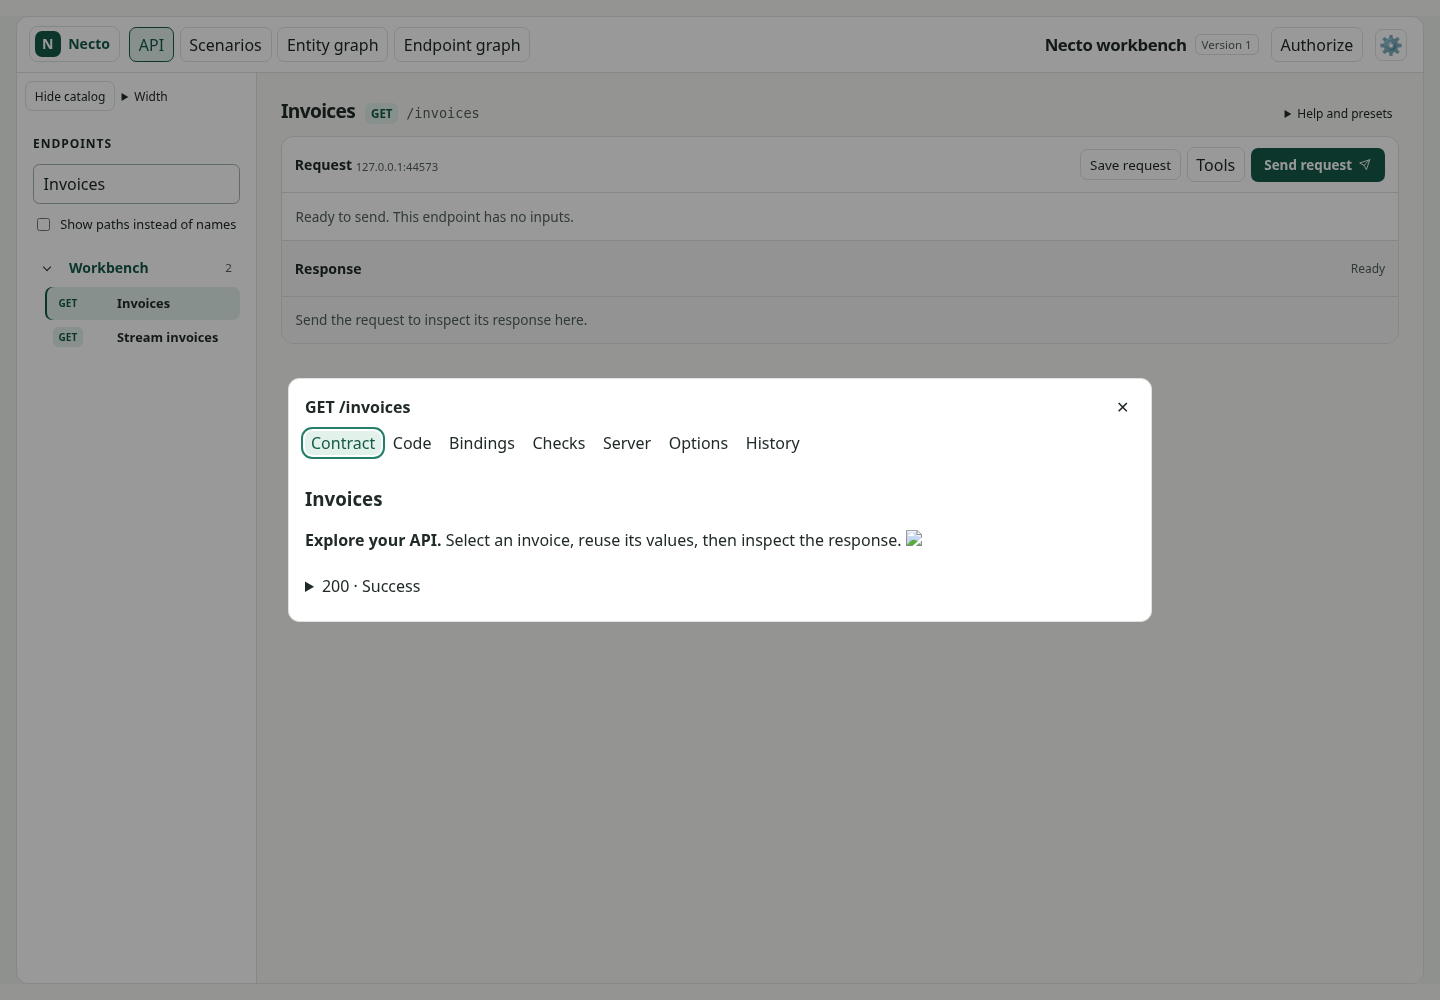 N Necto API Scenarios Entity graph Endpoint graph Necto workbench Version 1 Authorize
Hide catalog Width
ENDPOINTS
Invoices
Show paths instead of names
Workbench 2
GET Invoices
GET Stream invoices
Invoices GET /invoices Help and presets
Request 127.0.0.1:44573 Save request Tools Send request
Ready to send. This endpoint has no inputs.
Response Ready
Send the request to inspect its response here.
GET /invoices ✕
Contract Code Bindings Checks Server Options History
Invoices
Explore your API. Select an invoice, reuse its values, then inspect the response.
200 · Success